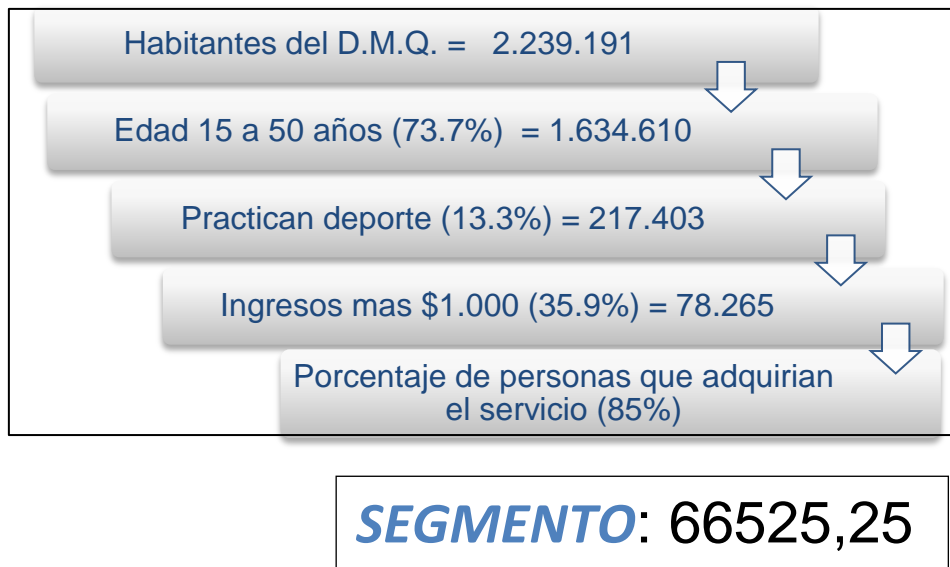 Habitantes del D.M.Q. = 2.239.191
Edad 15 a 50 años (73.7%) = 1.634.610
Practican deporte (13.3%) = 217.403
Ingresos mas $1.000 (35.9%) = 78.265
Porcentaje de personas que adquirian
el servicio (85%)
SEGMENTO: 66525,25